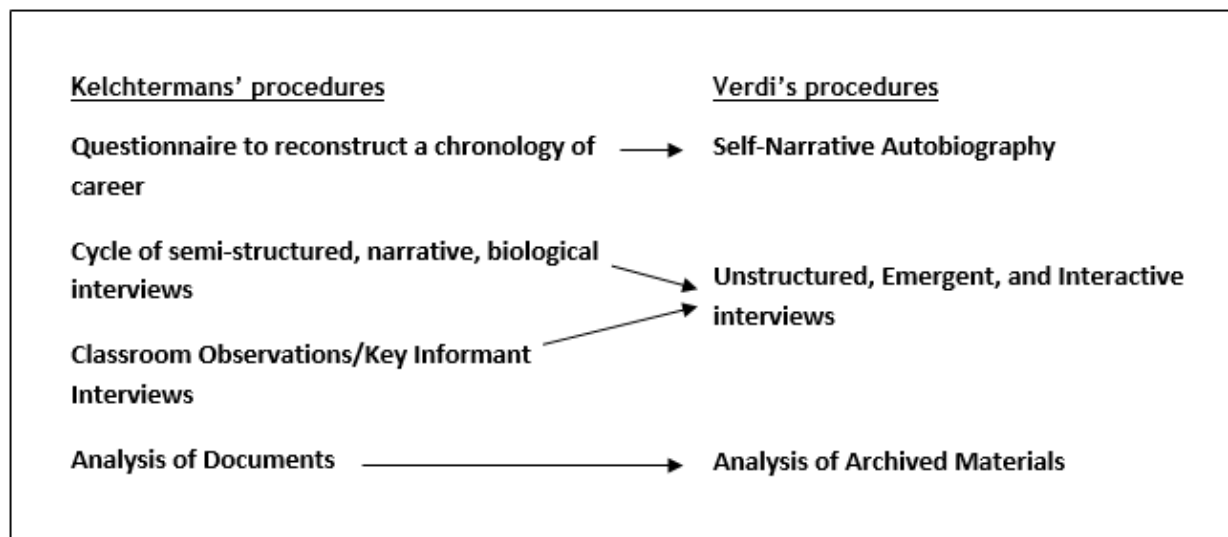 Kelchtermans’ procedures
Verdi’s procedures
Questionnaire to reconstruct a chronology of
career
Self-Narrative Autobiography
Cycle of semi-structured, narrative, biological
interviews
Unstructured, Emergent, and Interactive
interviews
Classroom Observations/Key Informant
Interviews
Analysis of Documents
Analysis of Archived Materials